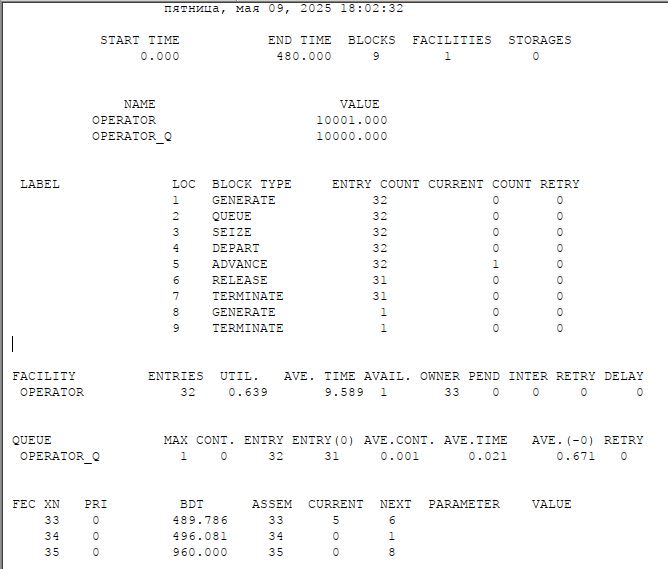 пятница, мая 09, 2025 18:02:32
START TIME END TIME BLOCKS FACILITIES STORAGES
0.000 480.000 9 1 0
NAME VALUE
OPERATOR 10001.000
OPERATOR_Q 10000.000
LABEL LOC BLOCK TYPE ENTRY COUNT CURRENT COUNT RETRY
1 GENERATE 32 0 0
2 QUEUE 32 0 0
3 SEIZE 32 0 0
4 DEPART 32 0 0
5 ADVANCE 32 1 0
6 RELEASE 31 0 0
7 TERMINATE 31 0 0
8 GENERATE 1 0 0
9 TERMINATE 1 0 0
FACILITY ENTRIES UTIL. AVE. TIME AVAIL. OWNER PEND INTER RETRY DELAY
OPERATOR 32 0.639 9.589 1 33 0 0 0 0
QUEUE MAX CONT. ENTRY ENTRY(0) AVE.CONT. AVE.TIME AVE.(-0) RETRY
OPERATOR_Q 1 0 32 31 0.001 0.021 0.671 0
FEC XN PRI BDT ASSEM CURRENT NEXT PARAMETER VALUE
33 0 489.786 33 5 6
34 0 496.081 34 0 1
35 0 960.000 35 0 8